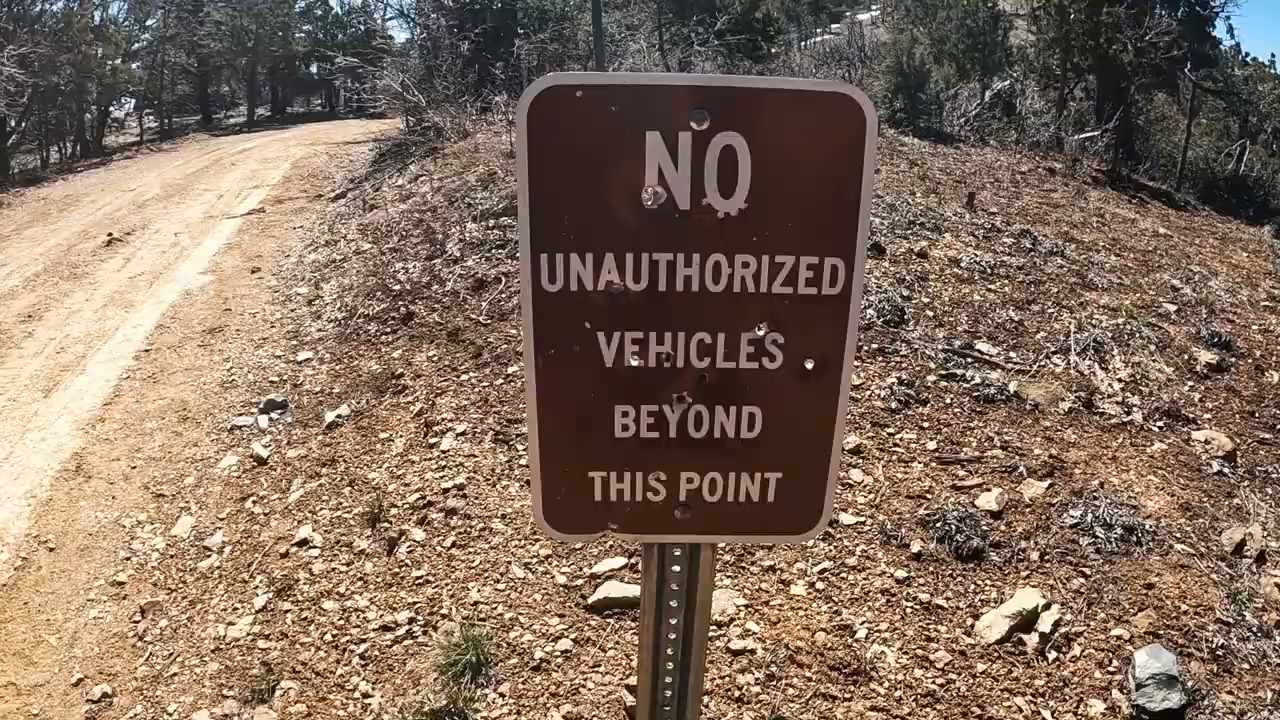 NO
UNAUTHORIZED
VEHICLES
BEYOND
THIS POINT